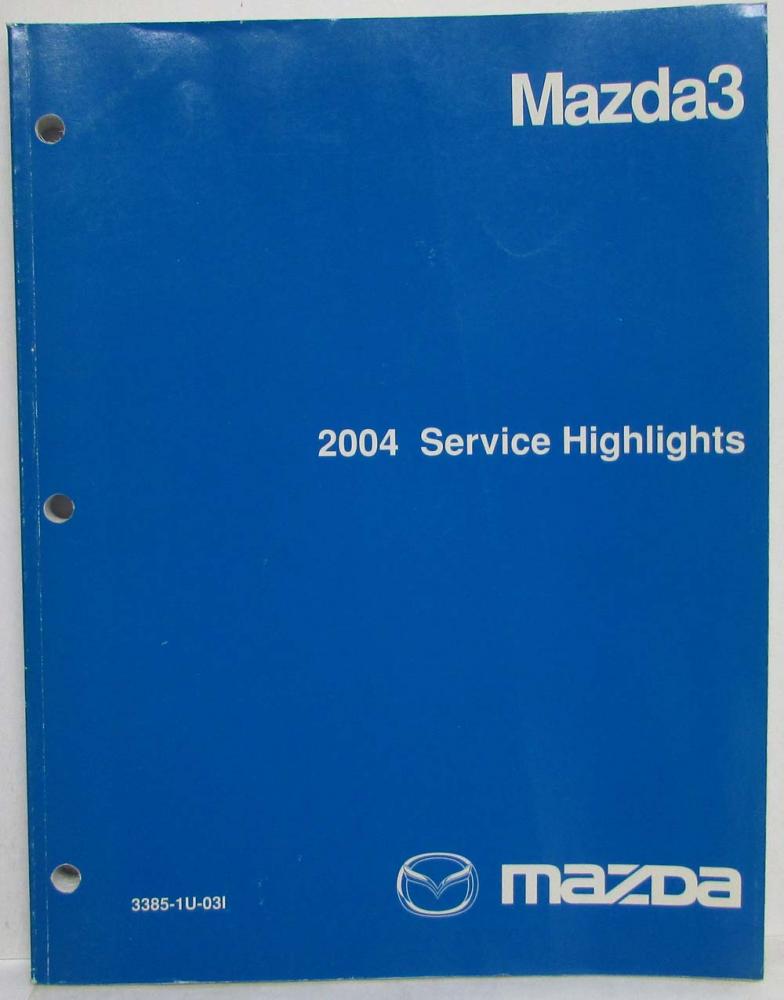 Mazda3
2004 Service Highlights
3385-1U-03I
mazda